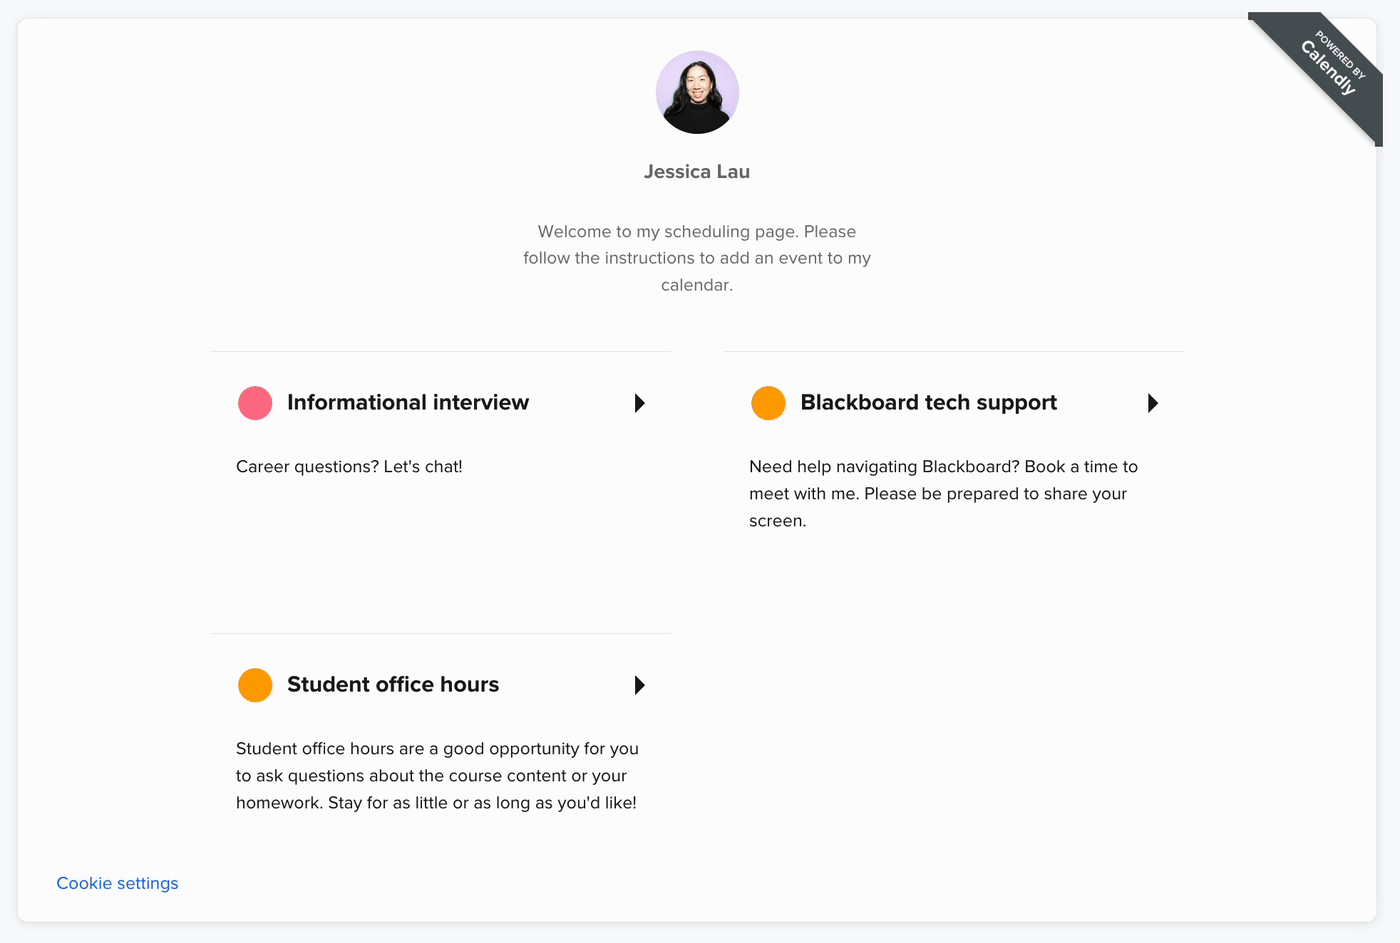 POWERED BY
Calendly
Jessica Lau
Welcome to my scheduling page. Please
follow the instructions to add an event to my
calendar.
Informational interview
Career questions? Let's chat!
Blackboard tech support
Need help navigating Blackboard? Book a time to
meet with me. Please be prepared to share your
screen.
Student office hours
Student office hours are a good opportunity for you
to ask questions about the course content or your
homework. Stay for as little or as long as you'd like!
Cookie settings